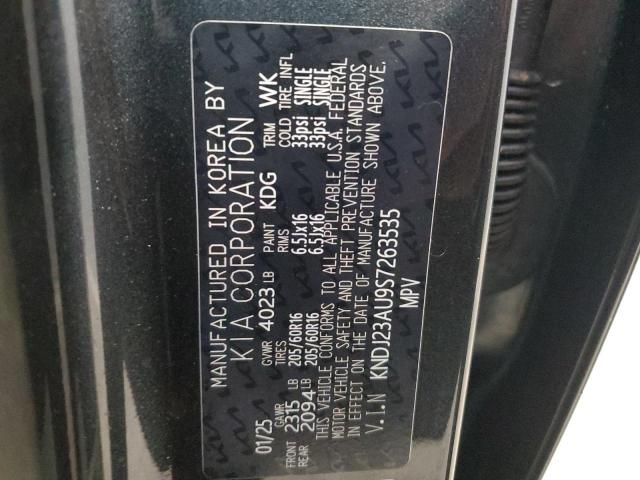 MANUFACTURED IN KOREA BY
KIA CORPORATION
01/25 GVWR 4023 LB PAINT KDG TRIM WK
GAWR TIRES RIMS COLD TIRE INFL
FRONT 2315 LB 205/60R16 6.5Jx16 33psi SINGLE
REAR 2094 LB 205/60R16 6.5Jx16 33psi SINGLE
THIS VEHICLE CONFORMS TO ALL APPLICABLE U.S.A. FEDERAL
MOTOR VEHICLE SAFETY AND THEFT PREVENTION STANDARDS
IN EFFECT ON THE DATE OF MANUFACTURE SHOWN ABOVE.
V.I.N KNDJ23AU9S7263535
MPV